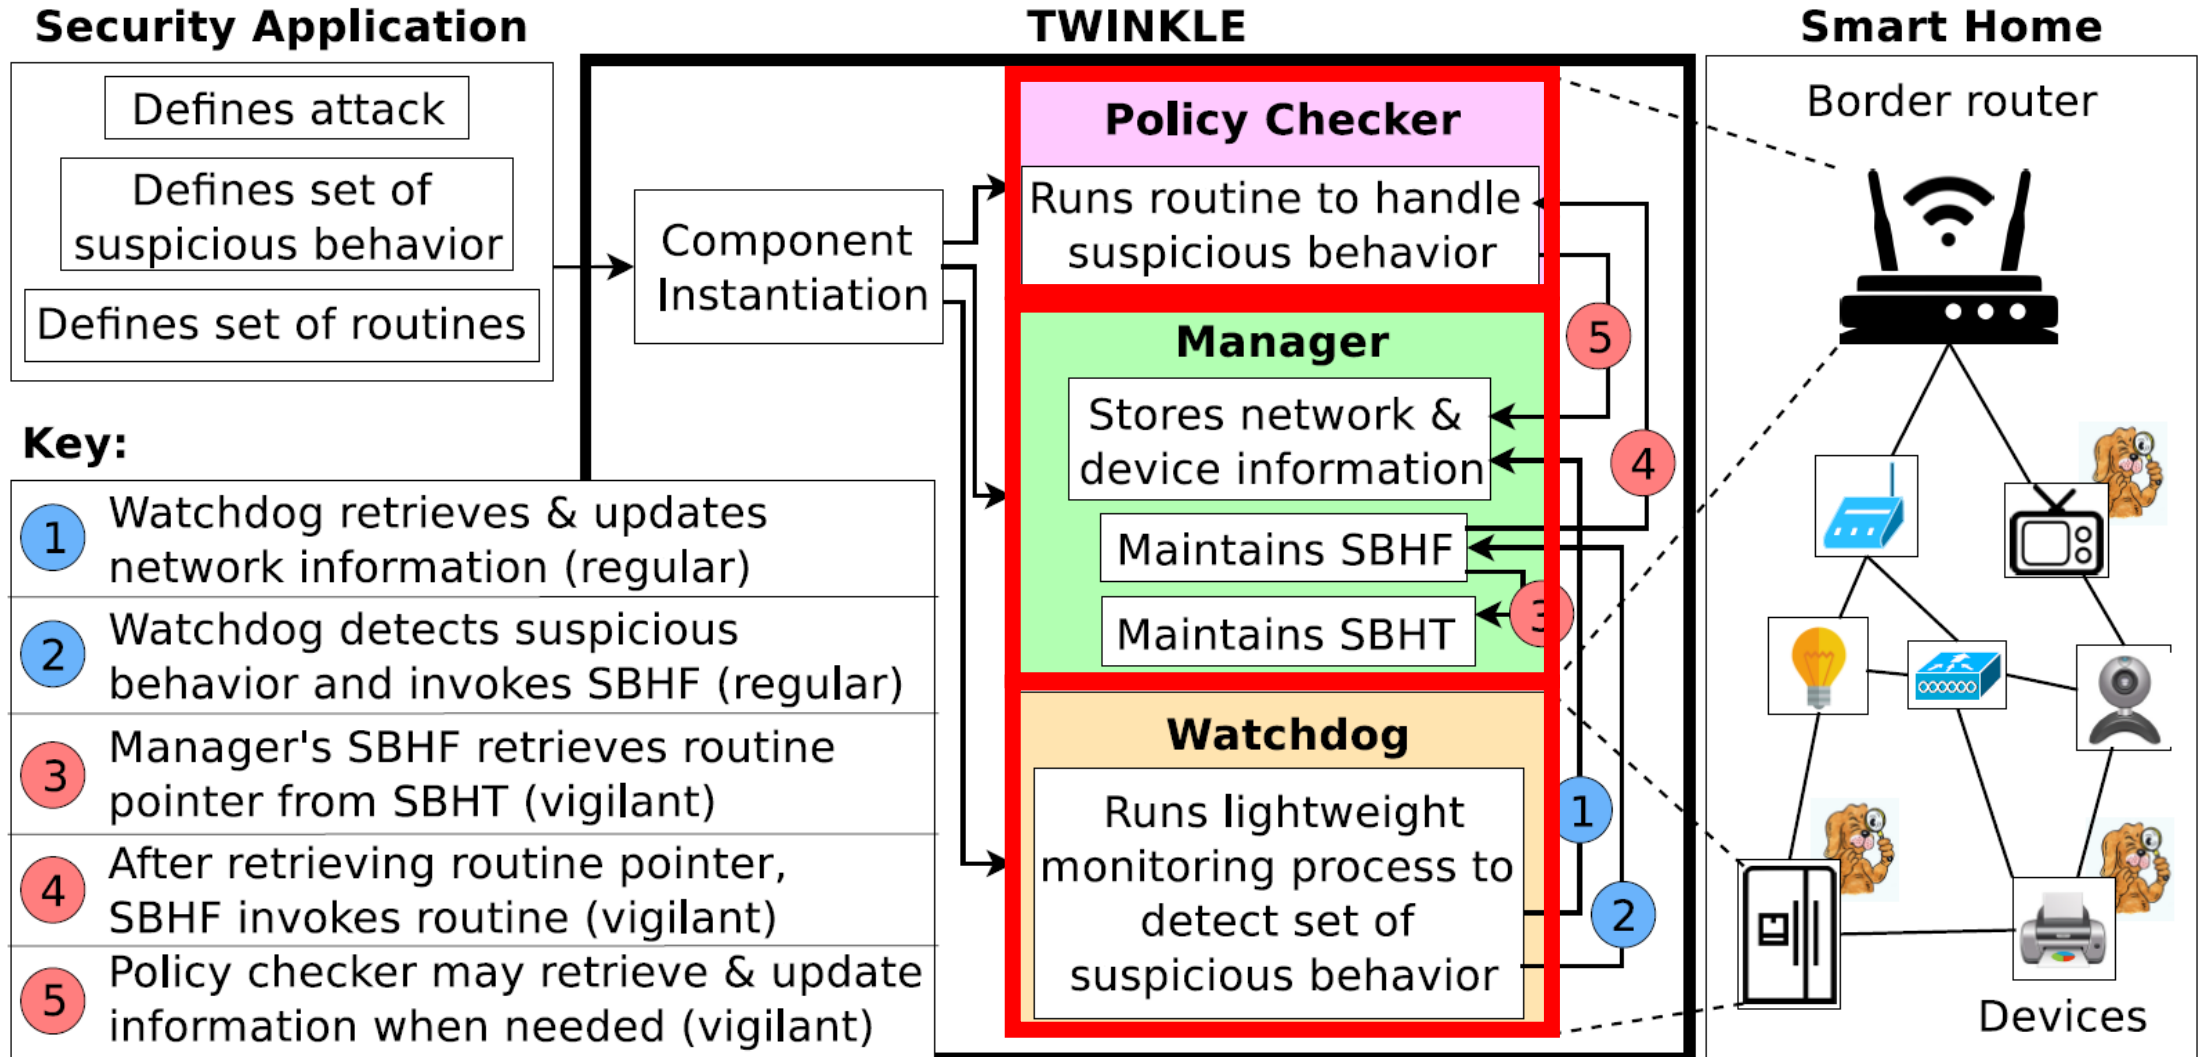 Security Application
Defines attack
Defines set of
suspicious behavior
Defines set of routines
Key:
1 Watchdog retrieves & updates
network information (regular)
2 Watchdog detects suspicious
behavior and invokes SBHF (regular)
3 Manager's SBHF retrieves routine
pointer from SBHT (vigilant)
4 After retrieving routine pointer,
SBHF invokes routine (vigilant)
5 Policy checker may retrieve & update
information when needed (vigilant)
TWINKLE
Component
Instantiation
Policy Checker
Runs routine to handle
suspicious behavior
Manager
Stores network &
device information
Maintains SBHF
Maintains SBHT
Watchdog
Runs lightweight
monitoring process to
detect set of
suspicious behavior
5
4
3
1
2
Smart Home
Border router
Devices